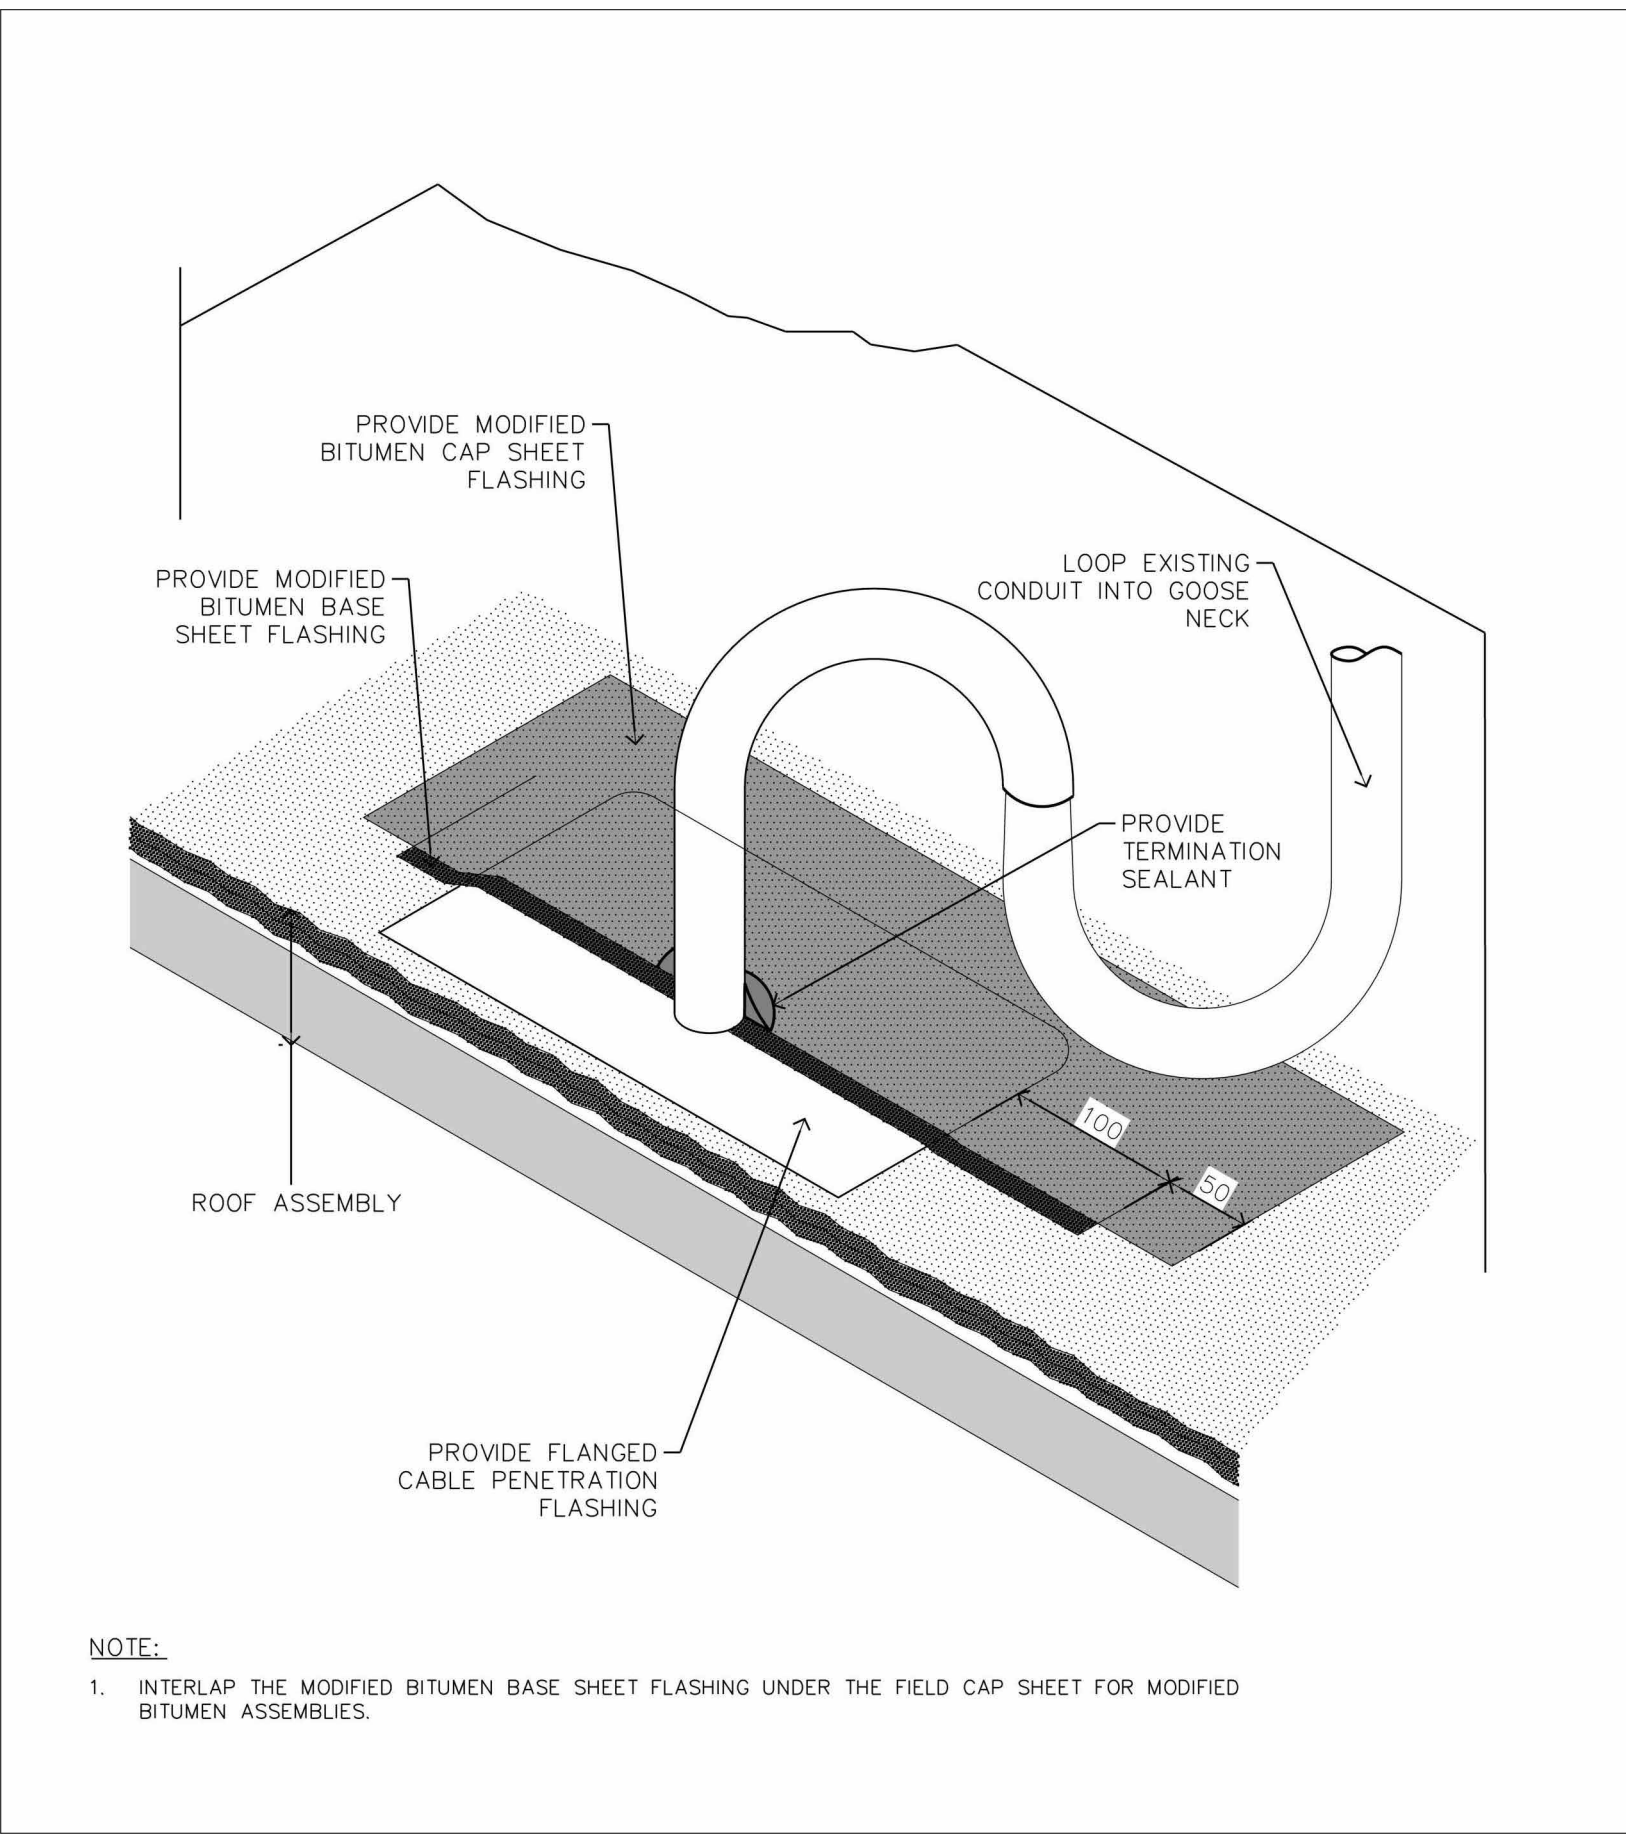 PROVIDE MODIFIED
BITUMEN CAP SHEET
FLASHING
PROVIDE MODIFIED
BITUMEN BASE
SHEET FLASHING
LOOP EXISTING
CONDUIT INTO GOOSE
NECK
PROVIDE
TERMINATION
SEALANT
100
50
ROOF ASSEMBLY
PROVIDE FLANGED
CABLE PENETRATION
FLASHING
NOTE:
1. INTERLAP THE MODIFIED BITUMEN BASE SHEET FLASHING UNDER THE FIELD CAP SHEET FOR MODIFIED
BITUMEN ASSEMBLIES.